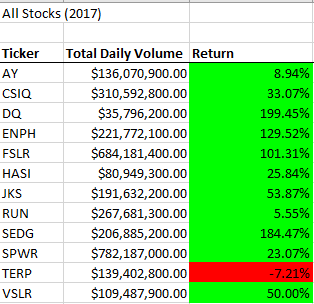 All Stocks (2017)
Ticker Total Daily Volume Return
AY $136,070,900.00 8.94%
CSIQ $310,592,800.00 33.07%
DQ $35,796,200.00 199.45%
ENPH $221,772,100.00 129.52%
FSLR $684,181,400.00 101.31%
HASI $80,949,300.00 25.84%
JKS $191,632,200.00 53.87%
RUN $267,681,300.00 5.55%
SEDG $206,885,200.00 184.47%
SPWR $782,187,000.00 23.07%
TERP $139,402,800.00 -7.21%
VSLR $109,487,900.00 50.00%